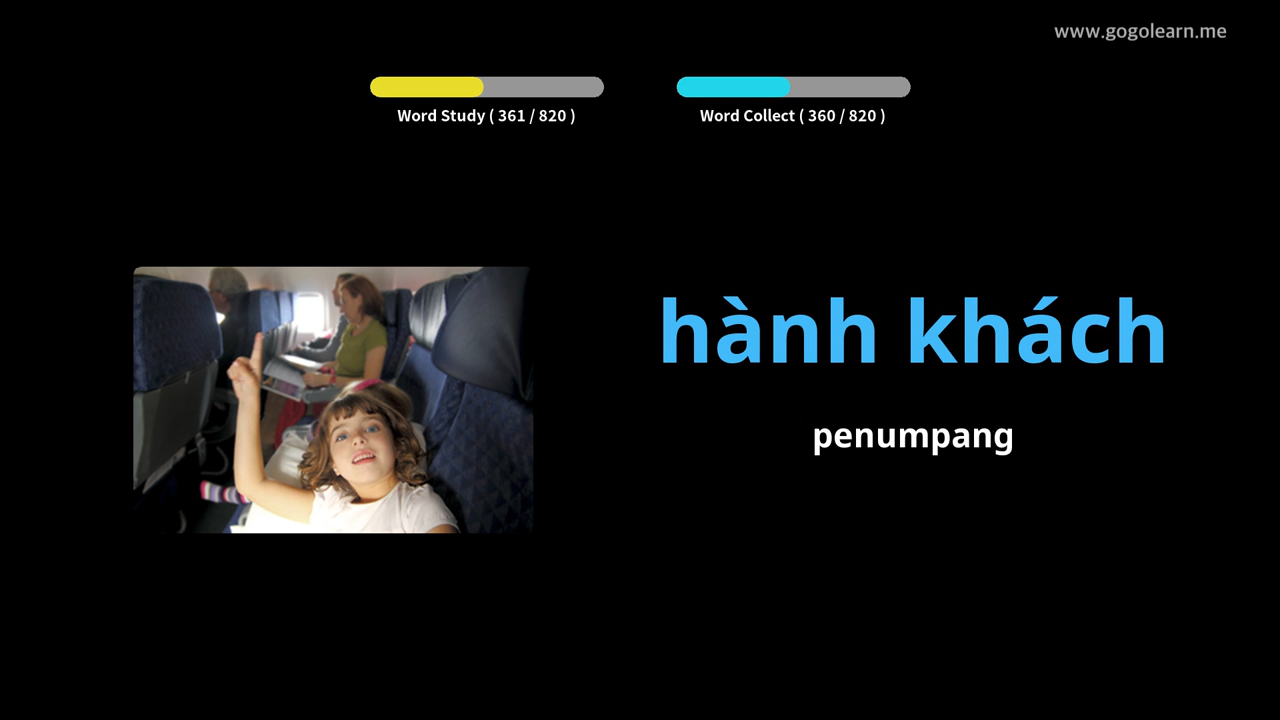 www.gogolearn.me
Word Study ( 361 / 820 )
Word Collect ( 360 / 820 )
hành khách
penumpang